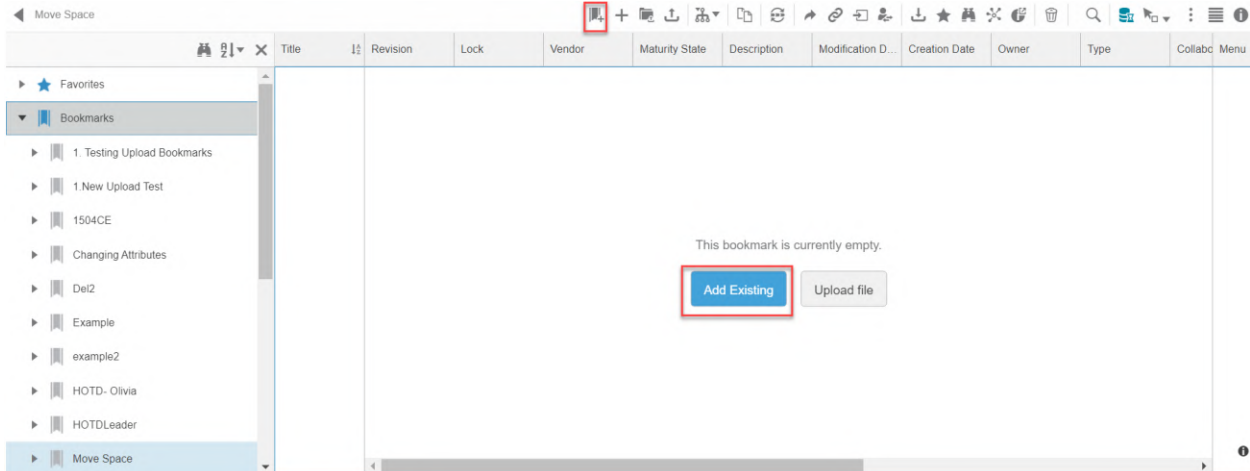 Move Space
Title Revision Lock Vendor Maturity State Description Modification D... Creation Date Owner Type Collabc Menu
Favorites
Bookmarks
1. Testing Upload Bookmarks
1.New Upload Test
1504CE
Changing Attributes
Del2
Example
example2
HOTD- Olivia
HOTDLeader
Move Space
This bookmark is currently empty.
Add Existing Upload file